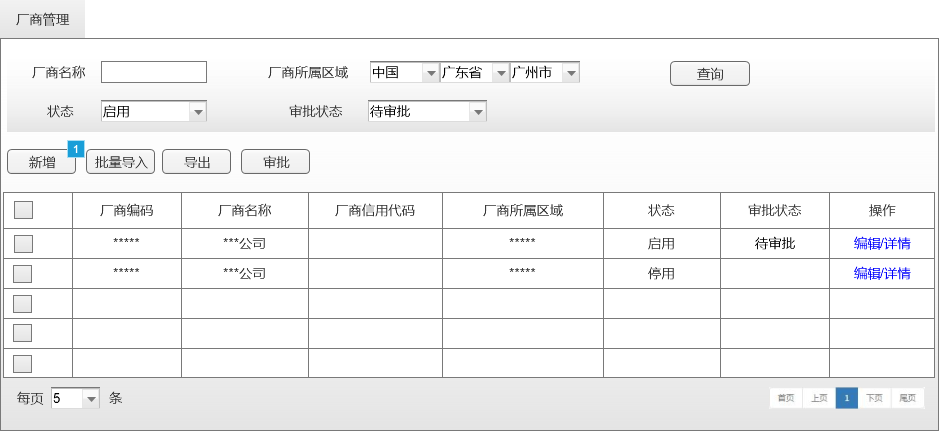 厂商管理
厂商名称 厂商所属区域 中国 广东省 广州市 查询
状态 启用 审批状态 待审批
新增 1 批量导入 导出 审批
厂商编码 厂商名称 厂商信用代码 厂商所属区域 状态 审批状态 操作
***** ***公司 ***** 启用 待审批 编辑/详情
***** ***公司 ***** 停用 编辑/详情
每页 5 条 首页 上页 1 下页 尾页